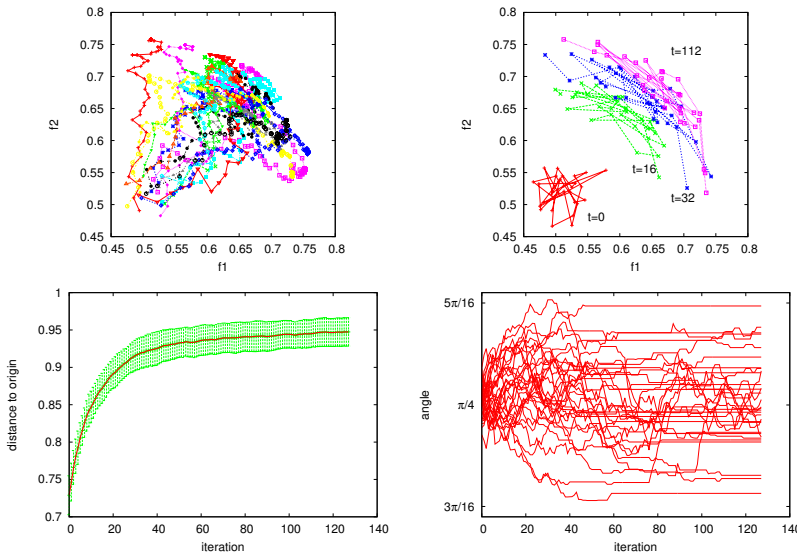 0.8
0.75
0.7
0.65
0.6
0.55
0.5
0.45
f2
0.45 0.5 0.55 0.6 0.65 0.7 0.75 0.8
f1
0.8
0.75
0.7
0.65
0.6
0.55
0.5
0.45
f2
t=112
t=16
t=32
t=0
0.45 0.5 0.55 0.6 0.65 0.7 0.75 0.8
f1
1
0.95
0.9
0.85
0.8
0.75
0.7
distance to origin
0 20 40 60 80 100 120 140
iteration
5π/16
π/4
3π/16
angle
0 20 40 60 80 100 120 140
iteration